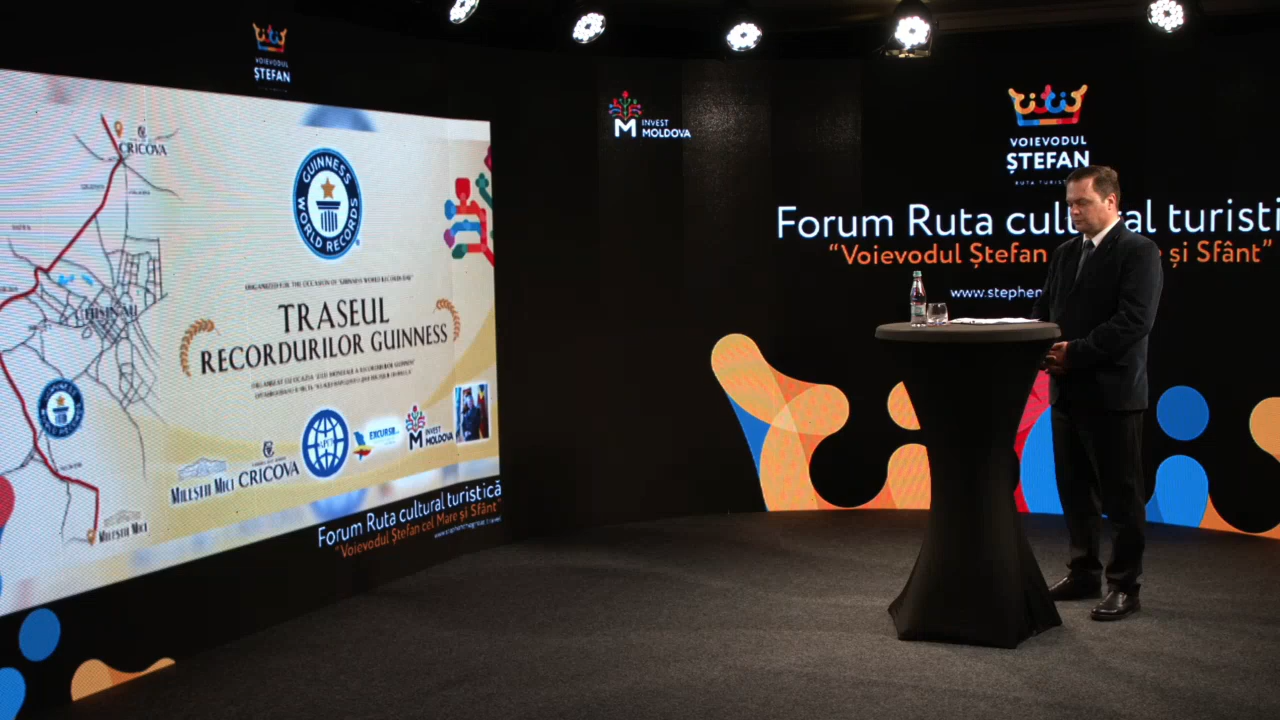 VOIEVODUL
ȘTEFAN
CRICOVA
GUINNESS
WORLD RECORDS
TRASEUL
RECORDURILOR GUINNESS
CHIȘINĂU
MILEȘTII MICI
CRICOVA
EXCURSII
INVEST
MOLDOVA
MILEȘTII MICI
Forum Ruta cultural turistică
"Voievodul Ștefan cel Mare și Sfânt"
INVEST
MOLDOVA
VOIEVODUL
ȘTEFAN
Forum Ruta cultural turisti
"Voievodul Ștefan e și Sfânt"
www.stephen